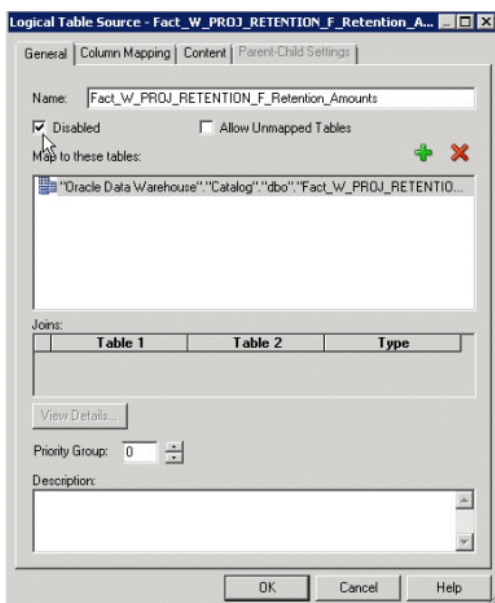 Logical Table Source - Fact_W_PROJ_RETENTION_F_Retention_A...
General Column Mapping Content Parent-Child Settings
Name: Fact_W_PROJ_RETENTION_F_Retention_Amounts
Disabled Allow Unmapped Tables
Map to these tables:
"Oracle Data Warehouse"."Catalog"."dbo"."Fact_W_PROJ_RETENTIO...
Joins:
Table 1 Table 2 Type
View Details...
Priority Group: 0
Description:
OK Cancel Help